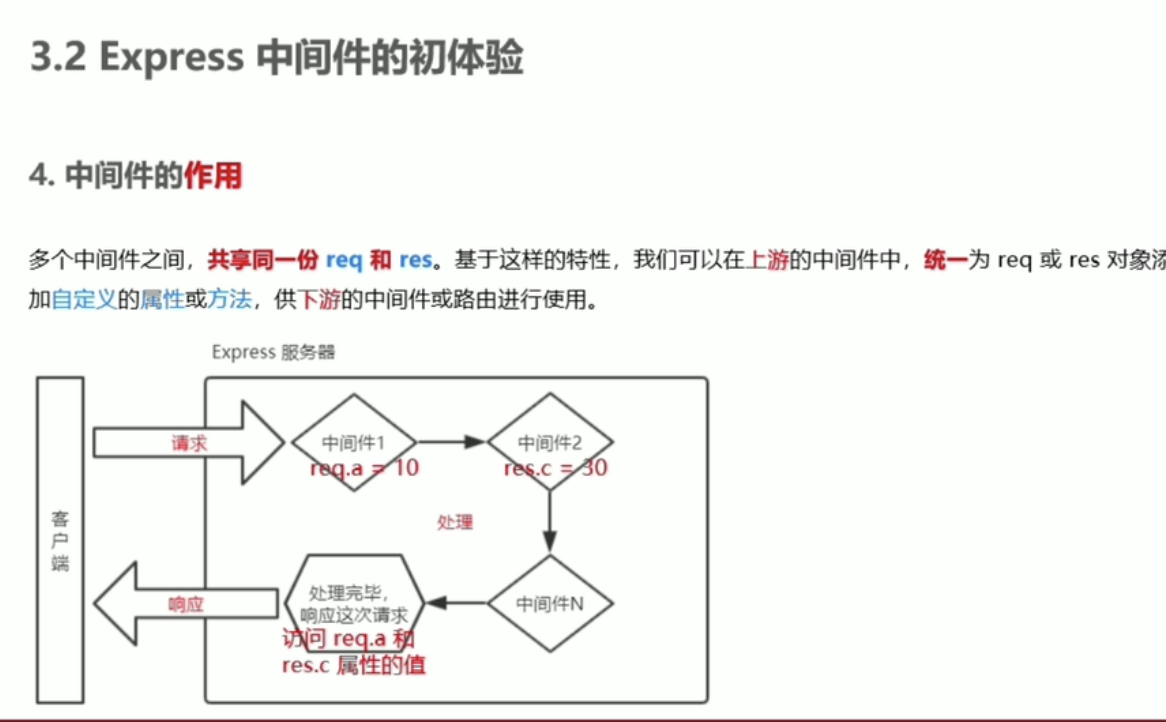 3.2 Express 中间件的初体验
4. 中间件的作用
多个中间件之间，共享同一份 req 和 res。基于这样的特性，我们可以在上游的中间件中，统一为 req 或 res 对象添
加自定义的属性或方法，供下游的中间件或路由进行使用。
Express 服务器
请求
中间件1
req.a = 10
中间件2
res.c = 30
客户端
处理
响应
处理完毕，
响应这次请求
访问 req.a 和
res.c 属性的值
中间件N